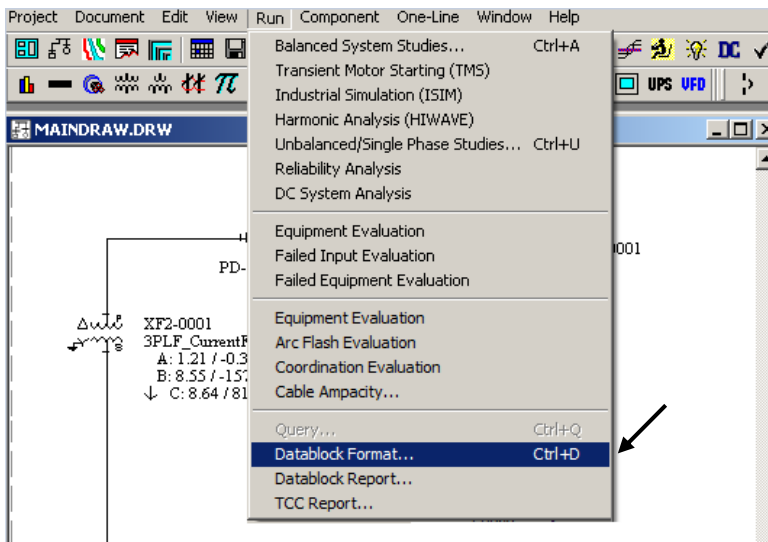 Project Document Edit View Run Component One-Line Window Help
DC
UPS VFD
MAINDRAW.DRW
Balanced System Studies... Ctrl+A
Transient Motor Starting (TMS)
Industrial Simulation (ISIM)
Harmonic Analysis (HIWAVE)
Unbalanced/Single Phase Studies... Ctrl+U
Reliability Analysis
DC System Analysis
Equipment Evaluation
Failed Input Evaluation
Failed Equipment Evaluation
Equipment Evaluation
Arc Flash Evaluation
Coordination Evaluation
Cable Ampacity...
Query... Ctrl+Q
Datablock Format... Ctrl+D
Datablock Report...
TCC Report...
PD-
0001
XF2-0001
3PLF_CurrentF
A: 1.21 / -0.3
B: 8.55 / -157
C: 8.64 / 81